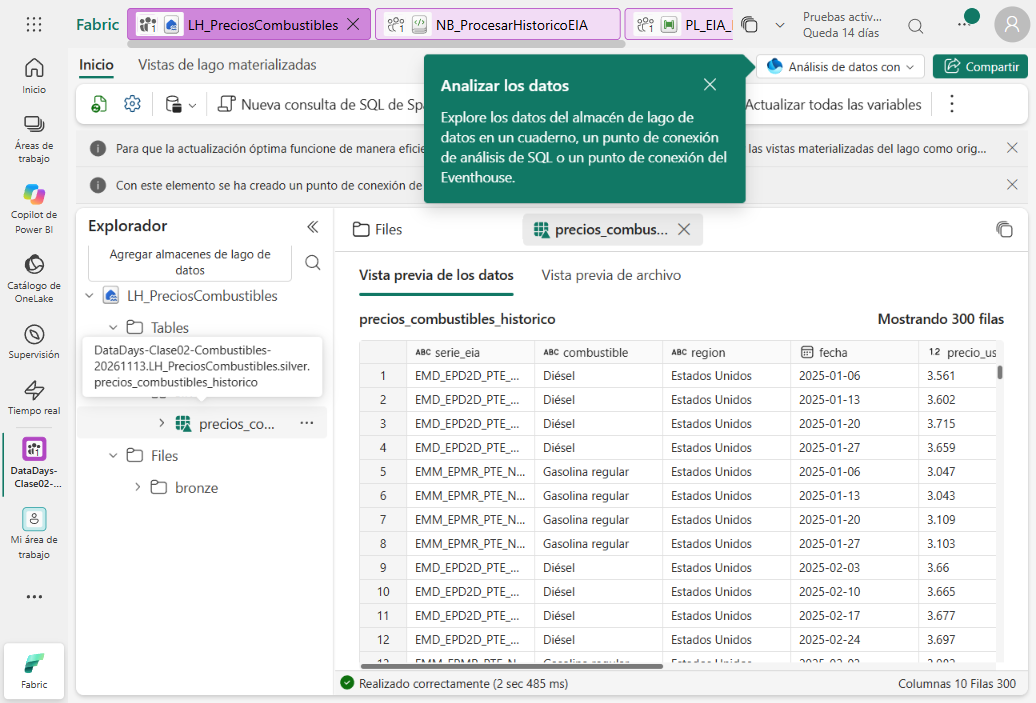 Fabric
LH_PreciosCombustibles
NB_ProcesarHistoricoEIA
PL_EIA_
Pruebas activ...
Queda 14 días
Inicio
Áreas de
trabajo
Copilot de
Power BI
Catálogo de
OneLake
Supervisión
Tiempo real
DataDays-
Clase02-...
Mi área de
trabajo
Fabric
Inicio
Vistas de lago materializadas
Análisis de datos con
Compartir
Nueva consulta de SQL de Sp
Actualizar todas las variables
Analizar los datos
Explore los datos del almacén de lago de
datos en un cuaderno, un punto de conexión
de análisis de SQL o un punto de conexión del
Eventhouse.
Para que la actualización óptima funcione de manera eficie
las vistas materializadas del lago como orig...
Con este elemento se ha creado un punto de conexión de
Explorador
Agregar almacenes de lago de
datos
LH_PreciosCombustibles
Tables
DataDays-Clase02-Combustibles-
20261113.LH_PreciosCombustibles.silver.
precios_combustibles_historico
precios_co...
Files
bronze
Files
precios_combus...
Vista previa de los datos
Vista previa de archivo
precios_combustibles_historico
Mostrando 300 filas
ABC serie_eia ABC combustible ABC region fecha 12 precio_us
1 EMD_EPD2D_PTE_... Diésel Estados Unidos 2025-01-06 3.561
2 EMD_EPD2D_PTE_... Diésel Estados Unidos 2025-01-13 3.602
3 EMD_EPD2D_PTE_... Diésel Estados Unidos 2025-01-20 3.715
4 EMD_EPD2D_PTE_... Diésel Estados Unidos 2025-01-27 3.659
5 EMM_EPMR_PTE_N... Gasolina regular Estados Unidos 2025-01-06 3.047
6 EMM_EPMR_PTE_N... Gasolina regular Estados Unidos 2025-01-13 3.043
7 EMM_EPMR_PTE_N... Gasolina regular Estados Unidos 2025-01-20 3.109
8 EMM_EPMR_PTE_N... Gasolina regular Estados Unidos 2025-01-27 3.103
9 EMD_EPD2D_PTE_... Diésel Estados Unidos 2025-02-03 3.66
10 EMD_EPD2D_PTE_... Diésel Estados Unidos 2025-02-10 3.665
11 EMD_EPD2D_PTE_... Diésel Estados Unidos 2025-02-17 3.677
12 EMD_EPD2D_PTE_... Diésel Estados Unidos 2025-02-24 3.697
Realizado correctamente (2 sec 485 ms)
Columnas 10 Filas 300